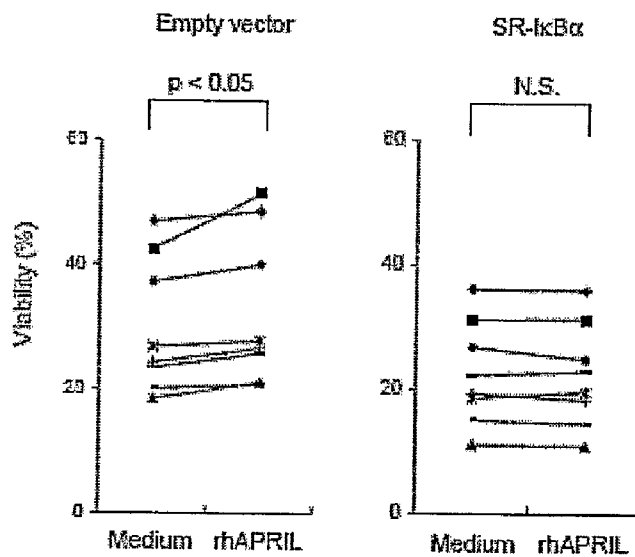 Empty vector
SR-IκBα
p < 0.05
N.S.
60
60
Viability (%)
40
40
20
20
0
0
Medium rhAPRIL
Medium rhAPRIL